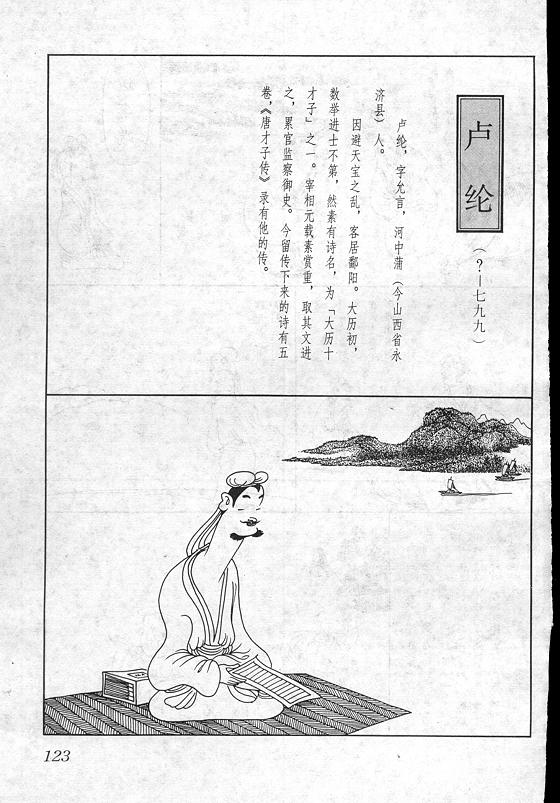 卢纶
（?—七九九）
卢纶，字允言，河中蒲（今山西省永
济县）人。
因避天宝之乱，客居鄱阳。大历初，
数举进士不第，然素有诗名，为「大历十
才子」之一。宰相元载素赏重，取其文进
之，累官监察御史。今留传下来的诗有五
卷，《唐才子传》录有他的传。
123